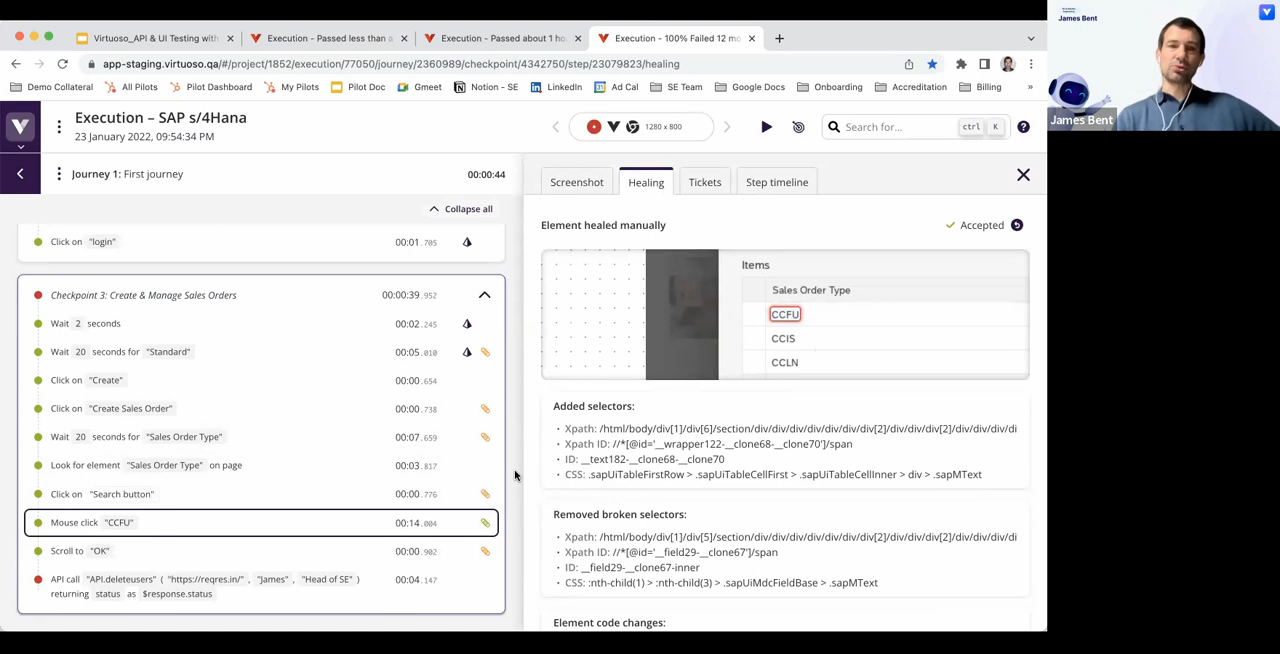 Virtuoso_API & UI Testing with
Execution – Passed less than a
Execution – Passed about 1 ho
Execution – 100% Failed 12 mo
app-staging.virtuoso.qa/#/project/1852/execution/77050/journey/2360989/checkpoint/4342750/step/23079823/healing
Demo Collateral
All Pilots
Pilot Dashboard
My Pilots
Pilot Doc
Gmeet
Notion - SE
LinkedIn
Ad Cal
SE Team
Google Docs
Onboarding
Accreditation
Billing
»
James Bent
James Bent
Execution – SAP s/4Hana
23 January 2022, 09:54:34 PM
1280 x 800
Search for...
ctrl
K
Journey 1: First journey
00:00:44
Collapse all
Click on "login"
00:01.705
Checkpoint 3: Create & Manage Sales Orders
00:00:39.952
Wait 2 seconds
00:02.245
Wait 20 seconds for "Standard"
00:05.010
Click on "Create"
00:00.654
Click on "Create Sales Order"
00:00.738
Wait 20 seconds for "Sales Order Type"
00:07.659
Look for element "Sales Order Type" on page
00:03.817
Click on "Search button"
00:00.776
Mouse click "CCFU"
00:14.004
Scroll to "OK"
00:00.902
API call "API.deleteusers" ( "https://reqres.in/" , "James" , "Head of SE" )
returning status as $response.status
00:04.147
Screenshot
Healing
Tickets
Step timeline
Element healed manually
Accepted
Items
Sales Order Type
CCFU
CCIS
CCLN
Added selectors:
• Xpath: /html/body/div[1]/div[6]/section/div/div/div/div/div[2]/div/div/div[2]/div/div/div/di
• Xpath ID: //*[@id='__wrapper122-__clone68-__clone70']/span
• ID: __text182-__clone68-__clone70
• CSS: .sapUiTableFirstRow > .sapUiTableCellFirst > .sapUiTableCellInner > div > .sapMText
Removed broken selectors:
• Xpath: /html/body/div[1]/div[5]/section/div/div/div/div/div[2]/div/div/div[2]/div/div/div/di
• Xpath ID: //*[@id='__field29-__clone67']/span
• ID: __field29-__clone67-inner
• CSS: :nth-child(1) > :nth-child(3) > .sapUiMdcFieldBase > .sapMText
Element code changes: